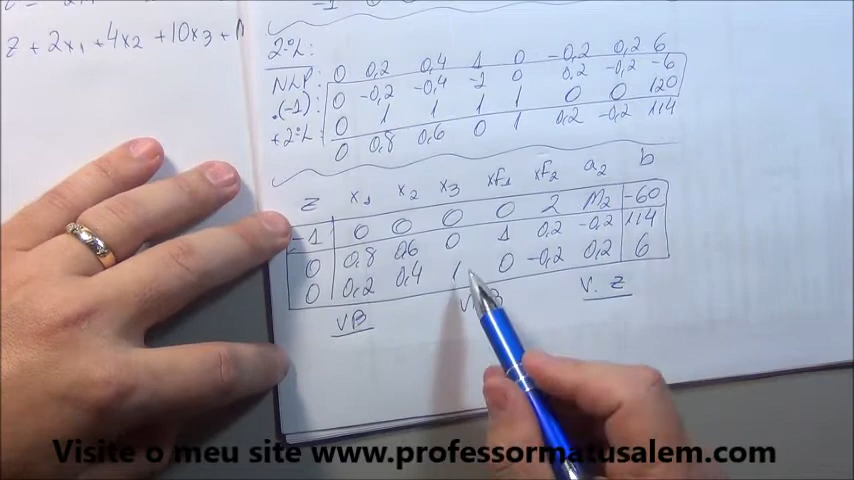 z + 2x1 + 4x2 + 10x3 +
2ªL:
NLP: 0 0,2 0,4 1 0 -0,2 0,2 6
.(-1): 0 -0,2 -0,4 -1 0 0,2 -0,2 -6
+2ªL: 0 1 1 1 1 0 0 120
0 0,8 0,6 0 1 0,2 -0,2 114
z x1 x2 x3 xf1 xf2 a2 b
-1 0 0 0 0 2 M2 -60
0 0,8 0,6 0 1 0,2 -0,2 114
0 0,2 0,4 1 0 -0,2 0,2 6
VB V. z
Visite o meu site www.professormatusalem.com